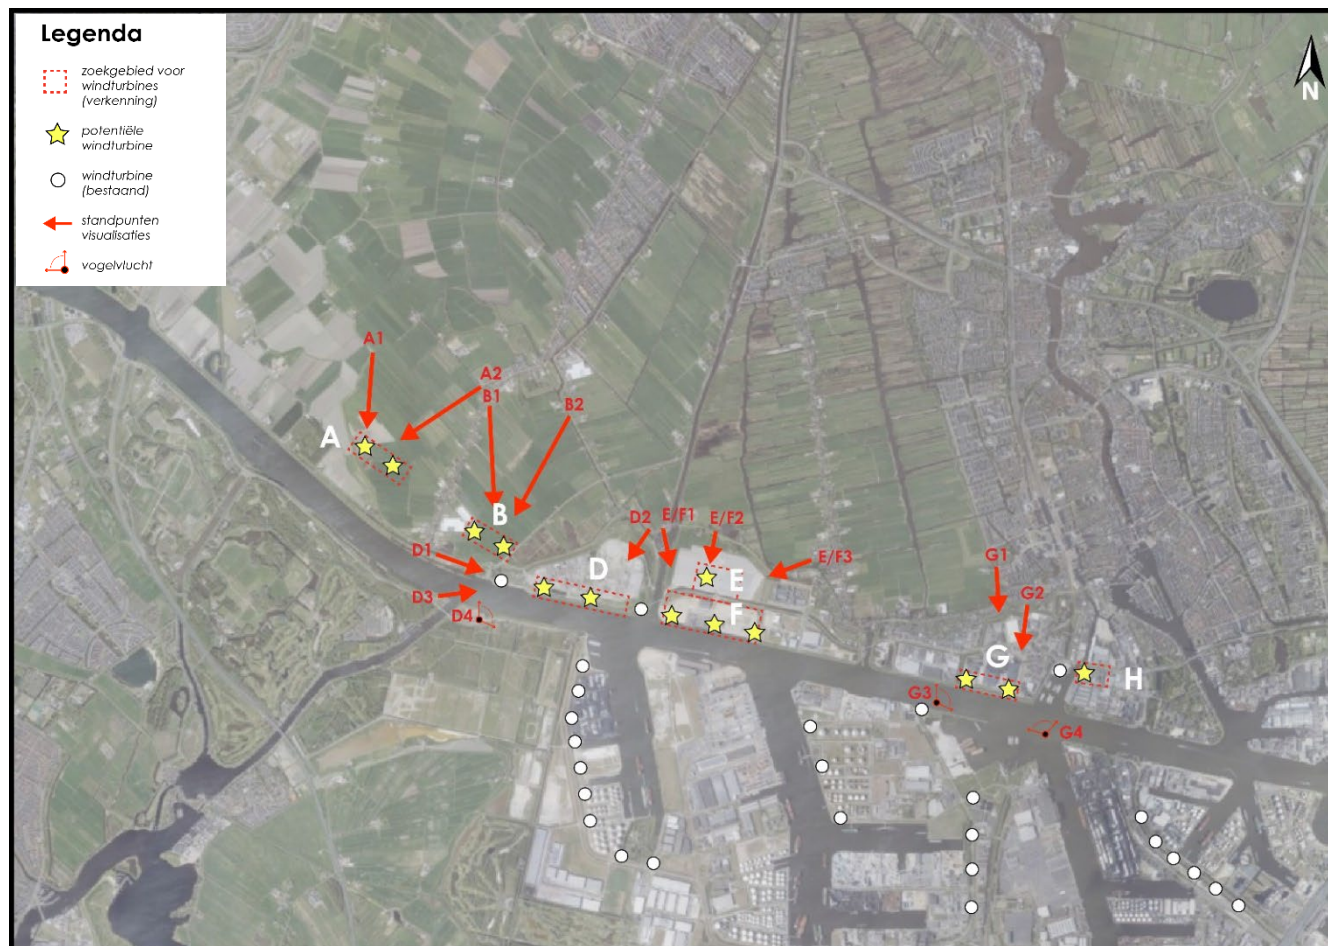 Legenda
zoekgebied voor
windturbines
(verkenning)
potentiële
windturbine
windturbine
(bestaand)
standpunten
visualisaties
vogelvlucht
N
A1
A2
B1
B2
A
B
D1
D2
E/F1
E/F2
E/F3
D
E
D3
D4
F
G1
G2
G
H
G3
G4